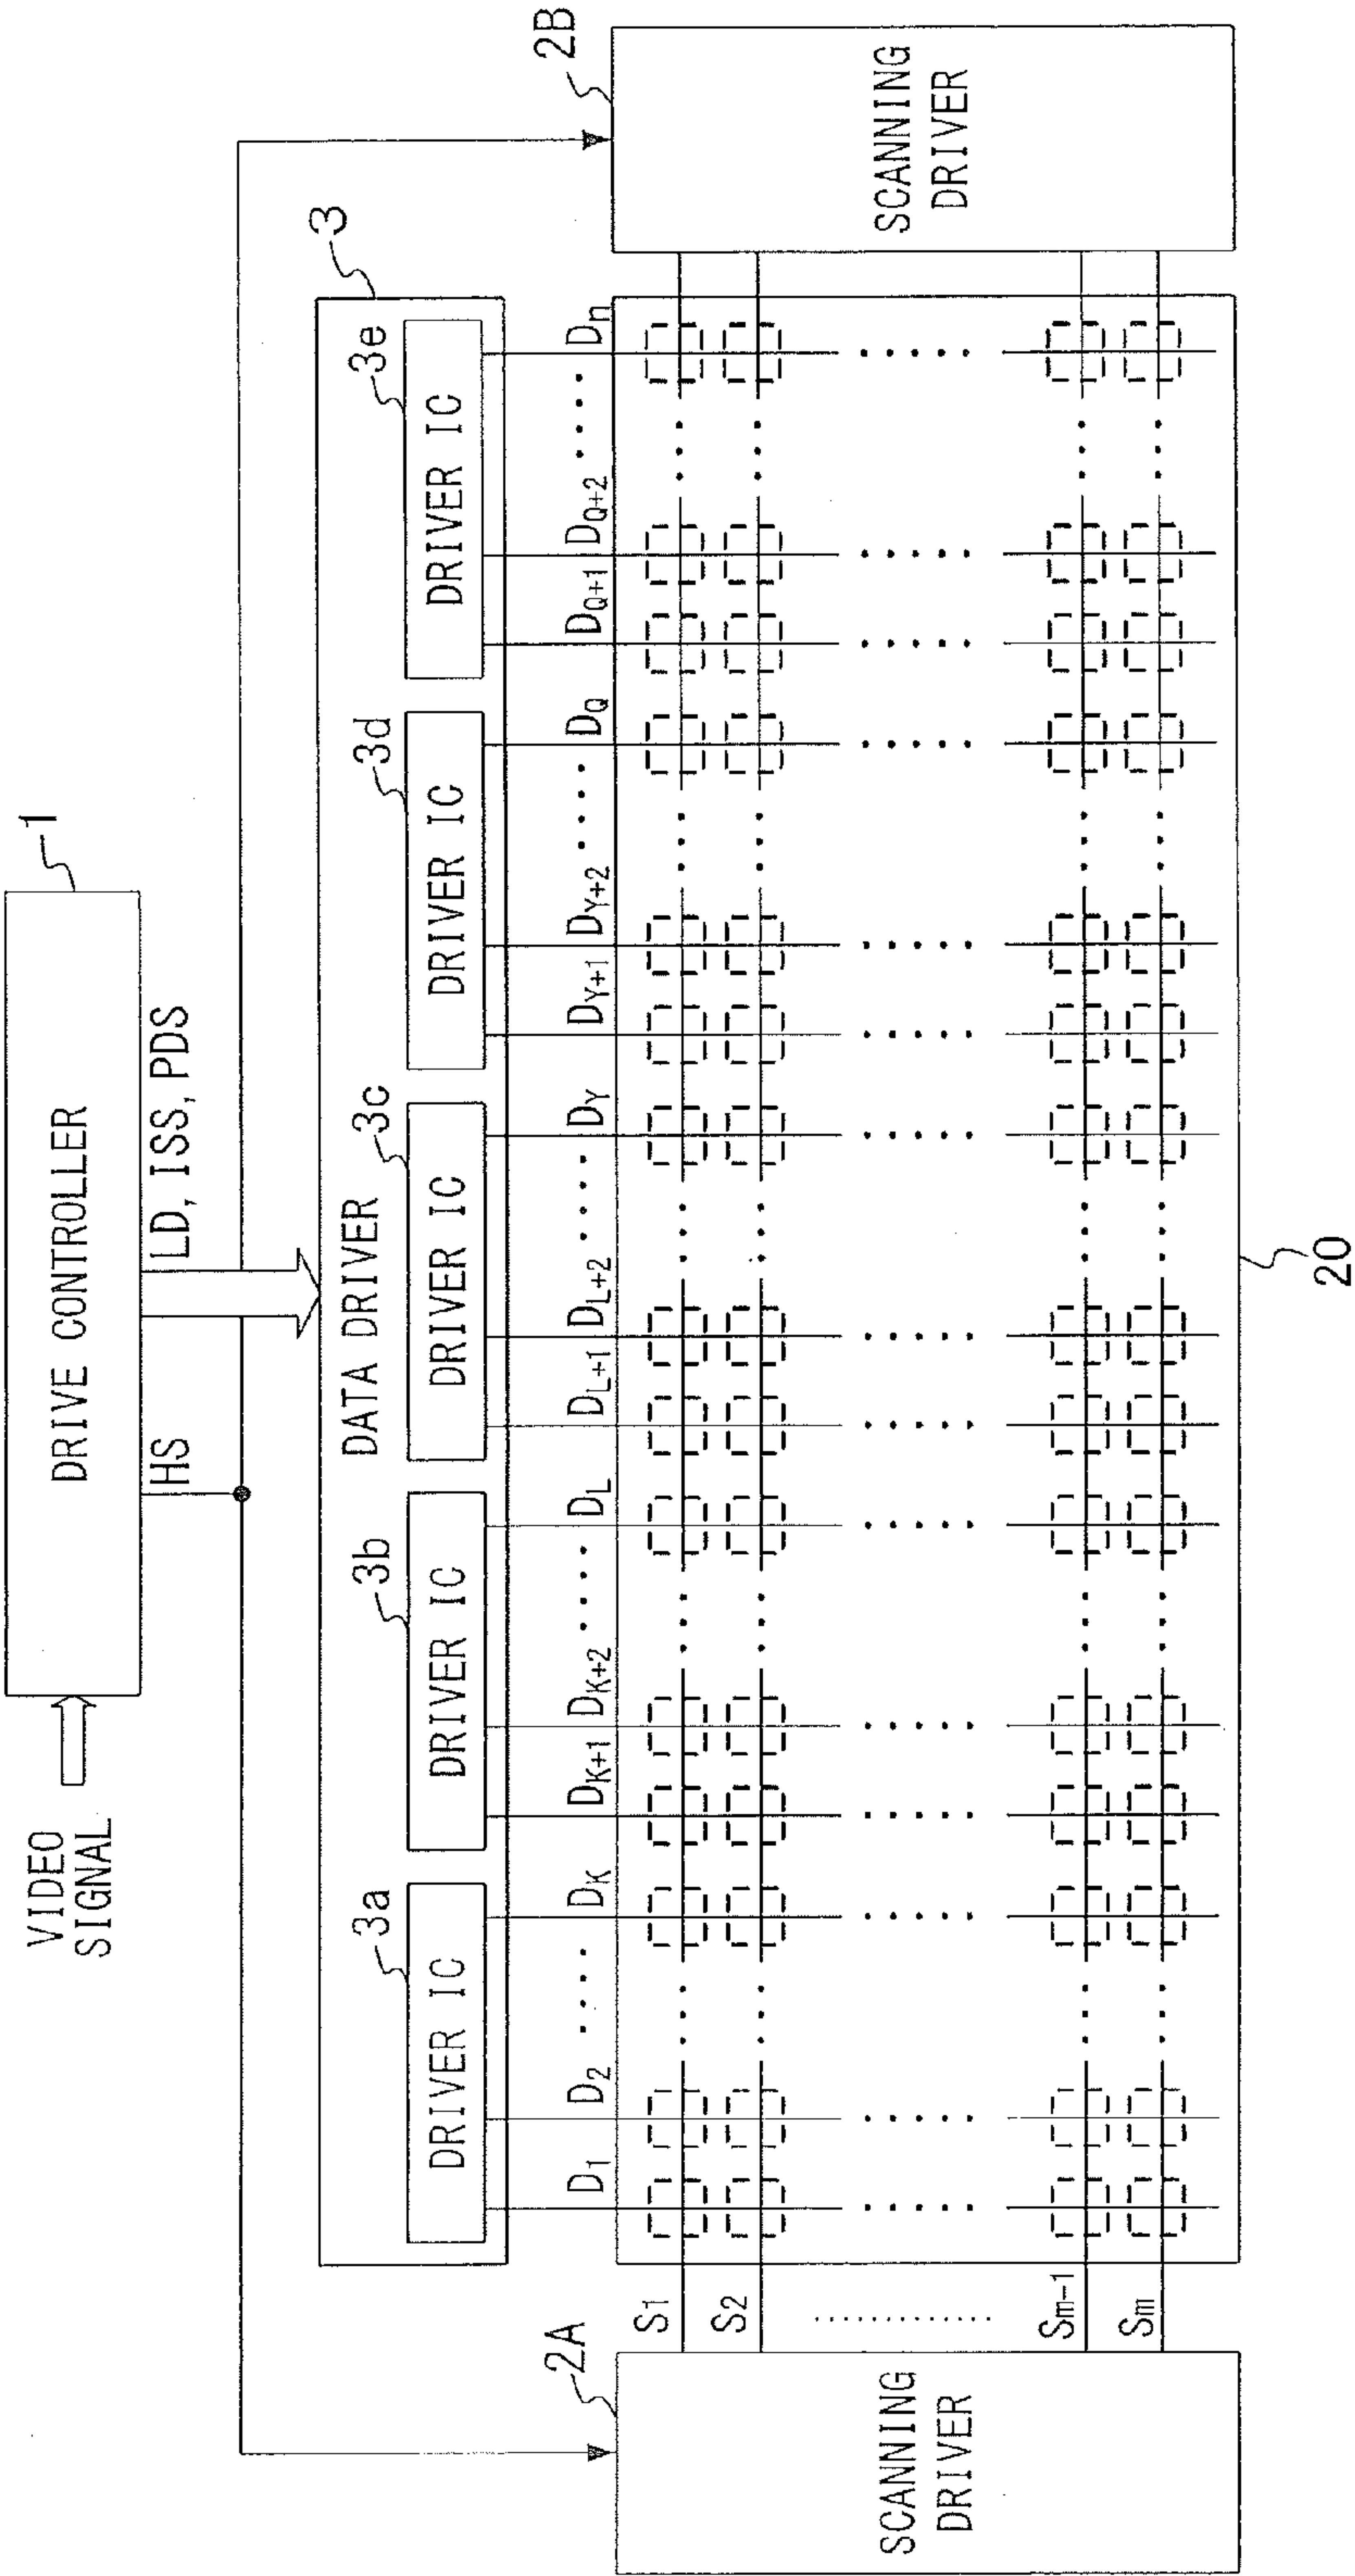 VIDEO
SIGNAL
DRIVE CONTROLLER
1
HS
LD, ISS, PDS
DATA DRIVER
3
3a
3b
3c
3d
3e
DRIVER IC
DRIVER IC
DRIVER IC
DRIVER IC
DRIVER IC
D1 D2 ···· DK DK+1 DK+2 ···· DL DL+1 DL+2 ···· DY DY+1 DY+2 ···· DQ DQ+1 DQ+2 ···· Dn
2A
SCANNING
DRIVER
S1
S2
Sm-1
Sm
2B
SCANNING
DRIVER
20